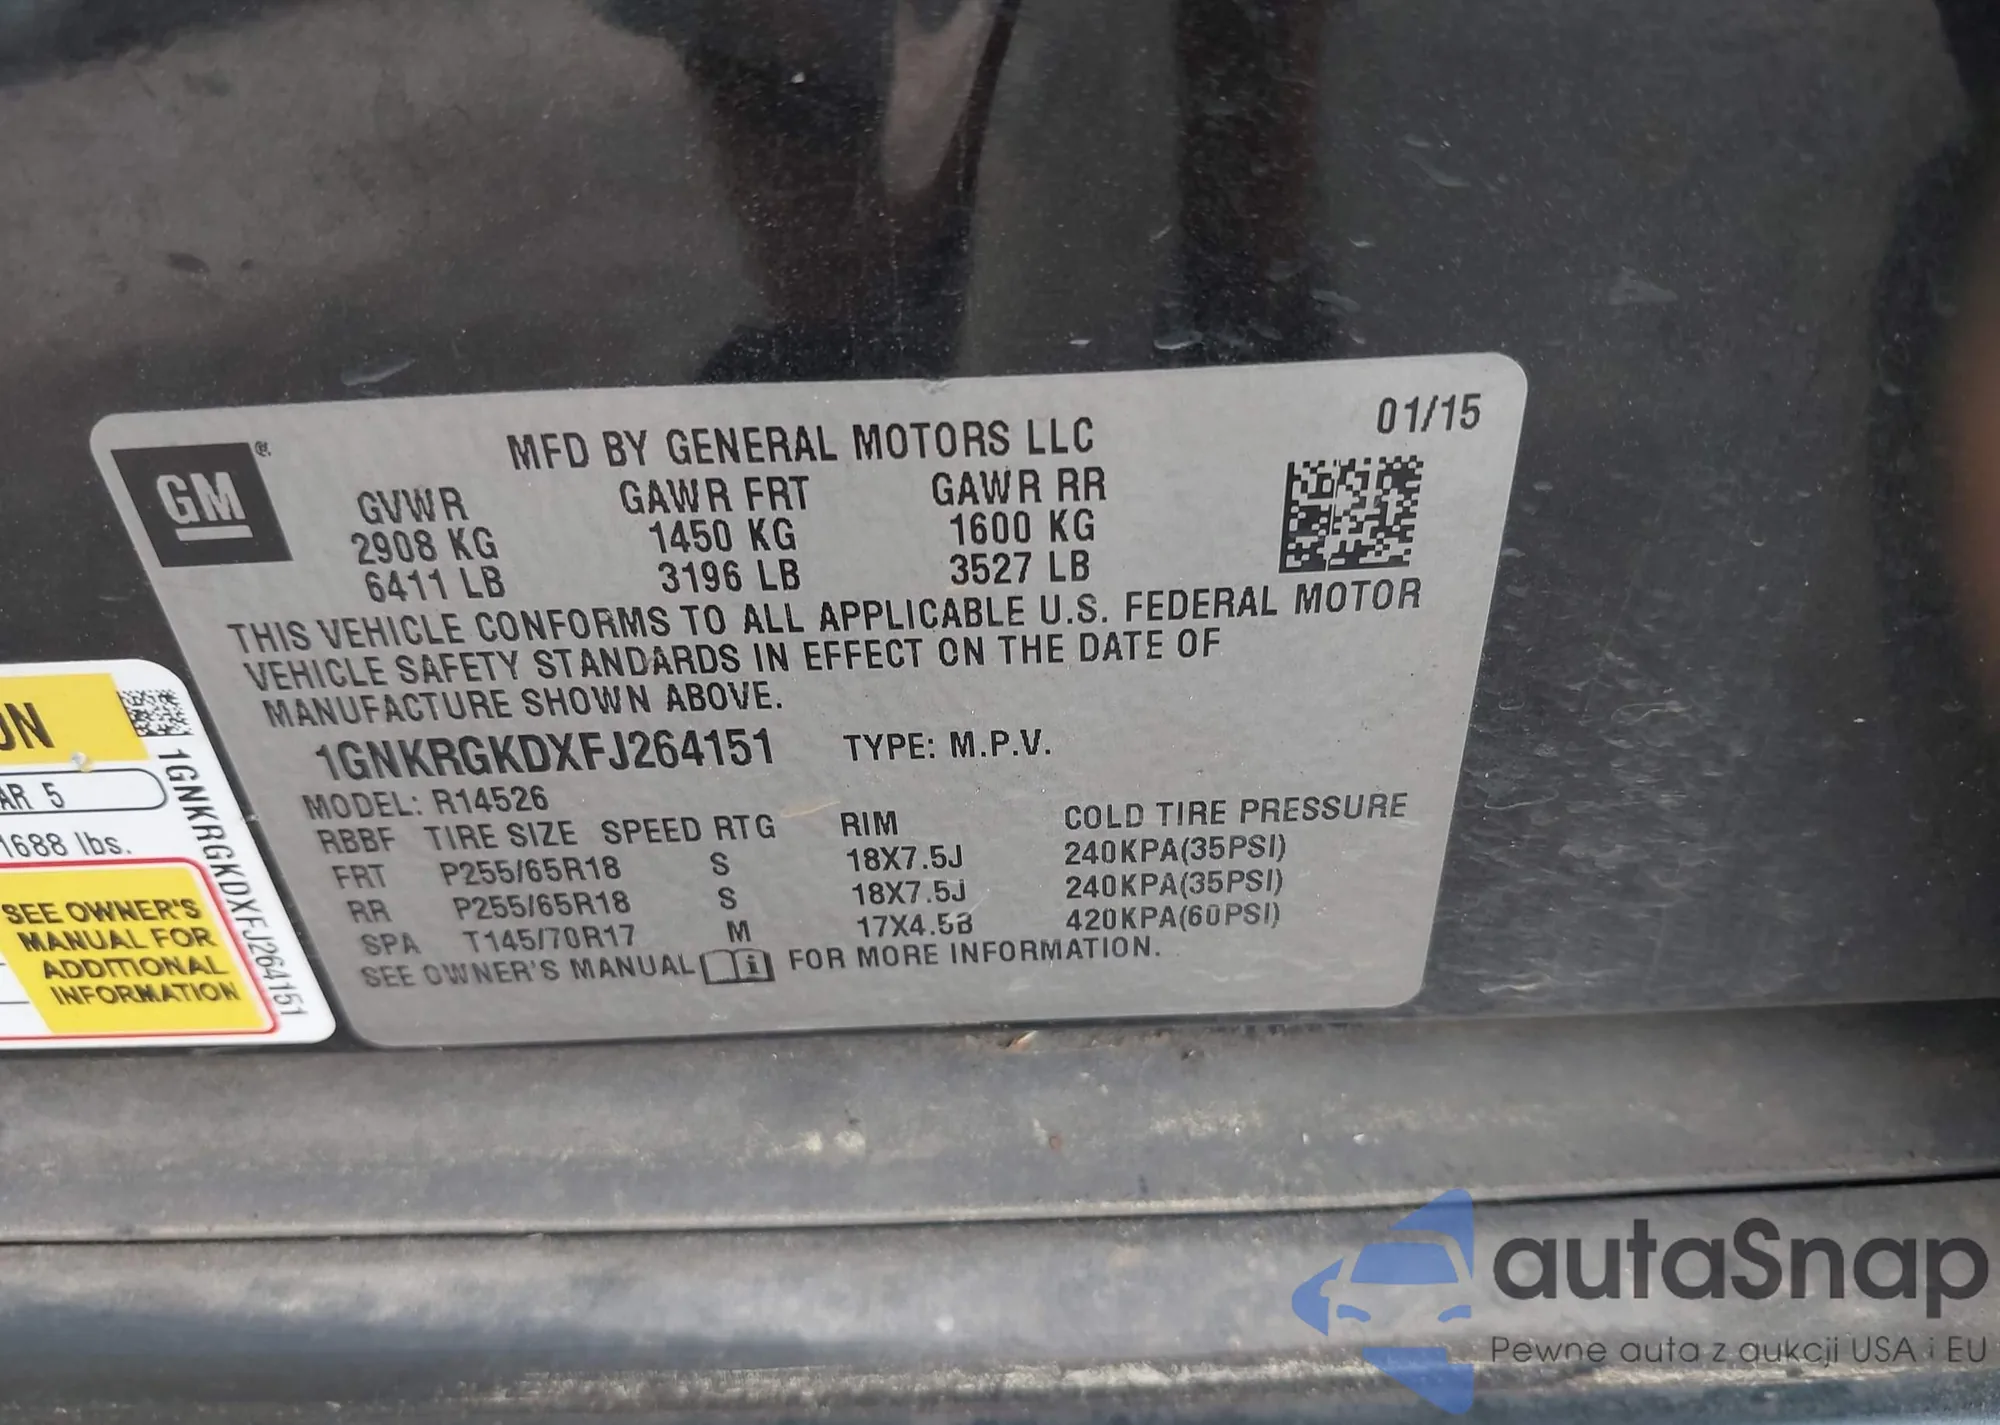 01/15
MFD BY GENERAL MOTORS LLC
GM
GVWR GAWR FRT GAWR RR
2908 KG 1450 KG 1600 KG
6411 LB 3196 LB 3527 LB
THIS VEHICLE CONFORMS TO ALL APPLICABLE U.S. FEDERAL MOTOR
VEHICLE SAFETY STANDARDS IN EFFECT ON THE DATE OF
MANUFACTURE SHOWN ABOVE.
1GNKRGKDXFJ264151 TYPE: M.P.V.
MODEL: R14526
RBBF TIRE SIZE SPEED RTG RIM COLD TIRE PRESSURE
FRT P255/65R18 S 18X7.5J 240KPA(35PSI)
RR P255/65R18 S 18X7.5J 240KPA(35PSI)
SPA T145/70R17 M 17X4.5B 420KPA(60PSI)
SEE OWNER'S MANUAL i FOR MORE INFORMATION.
ON
AR 5
1688 lbs.
SEE OWNER'S
MANUAL FOR
ADDITIONAL
INFORMATION
1GNKRGKDXFJ264151
autaSnap
Pewne auta z aukcji USA i EU